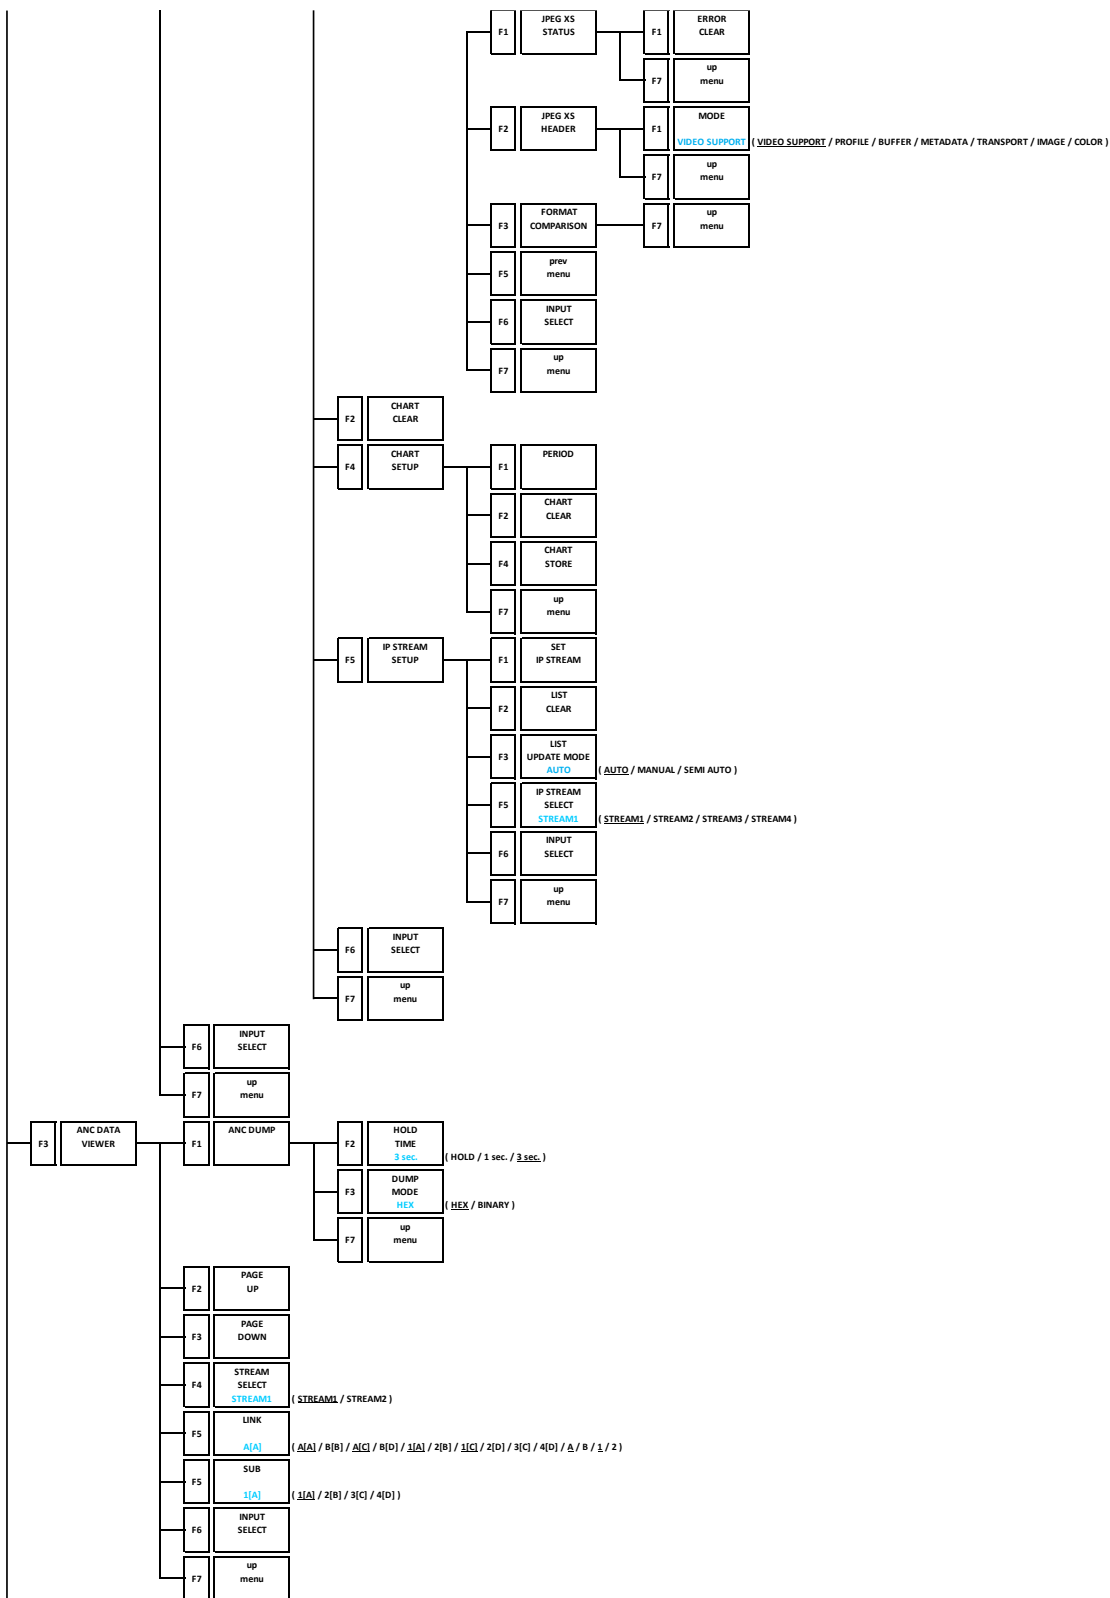 F1
JPEG XS
STATUS
F1
ERROR
CLEAR
F7
up
menu
F2
JPEG XS
HEADER
F1
MODE
VIDEO SUPPORT
( VIDEO SUPPORT / PROFILE / BUFFER / METADATA / TRANSPORT / IMAGE / COLOR )
F7
up
menu
F3
FORMAT
COMPARISON
F7
up
menu
F5
prev
menu
F6
INPUT
SELECT
F7
up
menu
F2
CHART
CLEAR
F4
CHART
SETUP
F1
PERIOD
F2
CHART
CLEAR
F4
CHART
STORE
F7
up
menu
F5
IP STREAM
SETUP
F1
SET
IP STREAM
F2
LIST
CLEAR
F3
LIST
UPDATE MODE
AUTO
( AUTO / MANUAL / SEMI AUTO )
F5
IP STREAM
SELECT
STREAM1
( STREAM1 / STREAM2 / STREAM3 / STREAM4 )
F6
INPUT
SELECT
F7
up
menu
F6
INPUT
SELECT
F7
up
menu
F6
INPUT
SELECT
F7
up
menu
F3
ANC DATA
VIEWER
F1
ANC DUMP
F2
HOLD
TIME
3 sec.
( HOLD / 1 sec. / 3 sec. )
F3
DUMP
MODE
HEX
( HEX / BINARY )
F7
up
menu
F2
PAGE
UP
F3
PAGE
DOWN
F4
STREAM
SELECT
STREAM1
( STREAM1 / STREAM2 )
F5
LINK
A[A]
( A[A] / B[B] / A[C] / B[D] / 1[A] / 2[B] / 1[C] / 2[D] / 3[C] / 4[D] / A / B / 1 / 2 )
F5
SUB
1[A]
( 1[A] / 2[B] / 3[C] / 4[D] )
F6
INPUT
SELECT
F7
up
menu